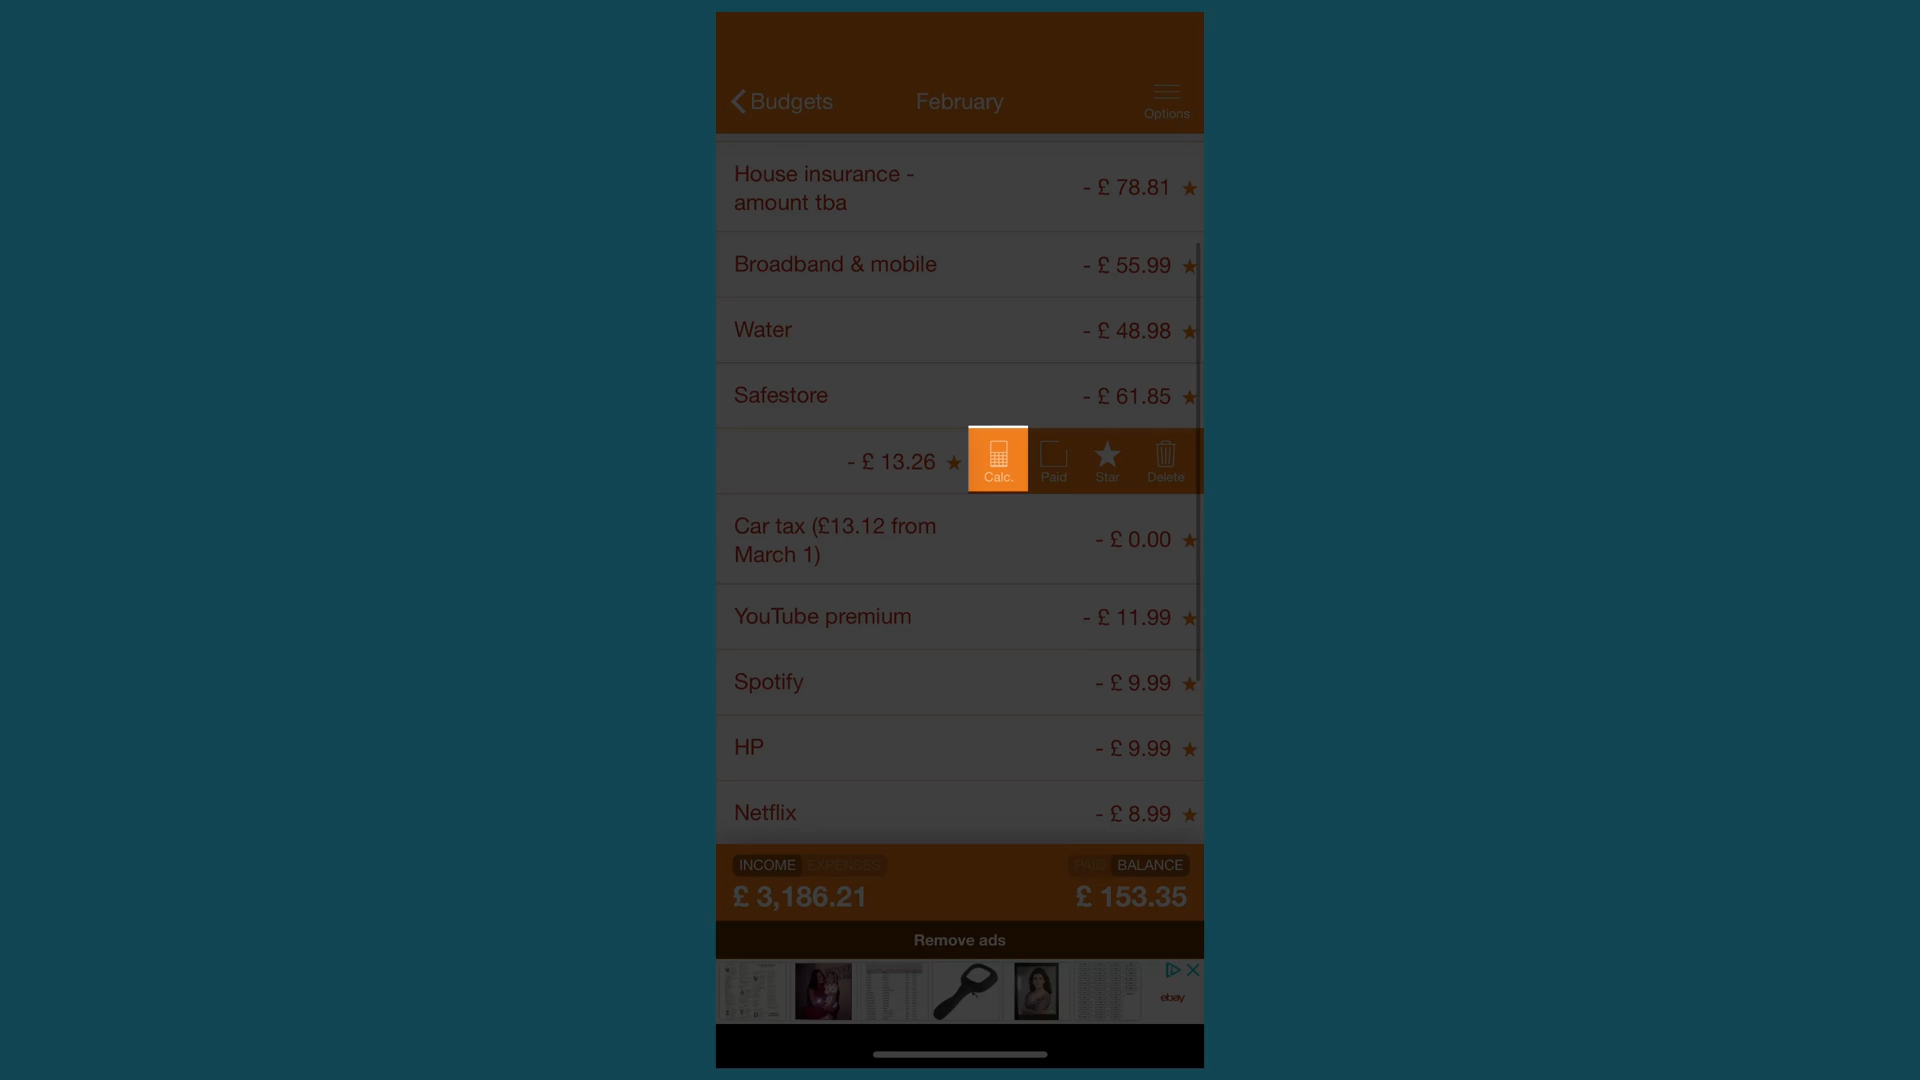 Budgets
February
Options
House insurance -
amount tba
- £ 78.81
Broadband & mobile
- £ 55.99
Water
- £ 48.98
Safestore
- £ 61.85
- £ 13.26
Calc.
Paid
Star
Delete
Car tax (£13.12 from
March 1)
- £ 0.00
YouTube premium
- £ 11.99
Spotify
- £ 9.99
HP
- £ 9.99
Netflix
- £ 8.99
INCOME EXPENSES
PAID BALANCE
£ 3,186.21
£ 153.35
Remove ads
ebay